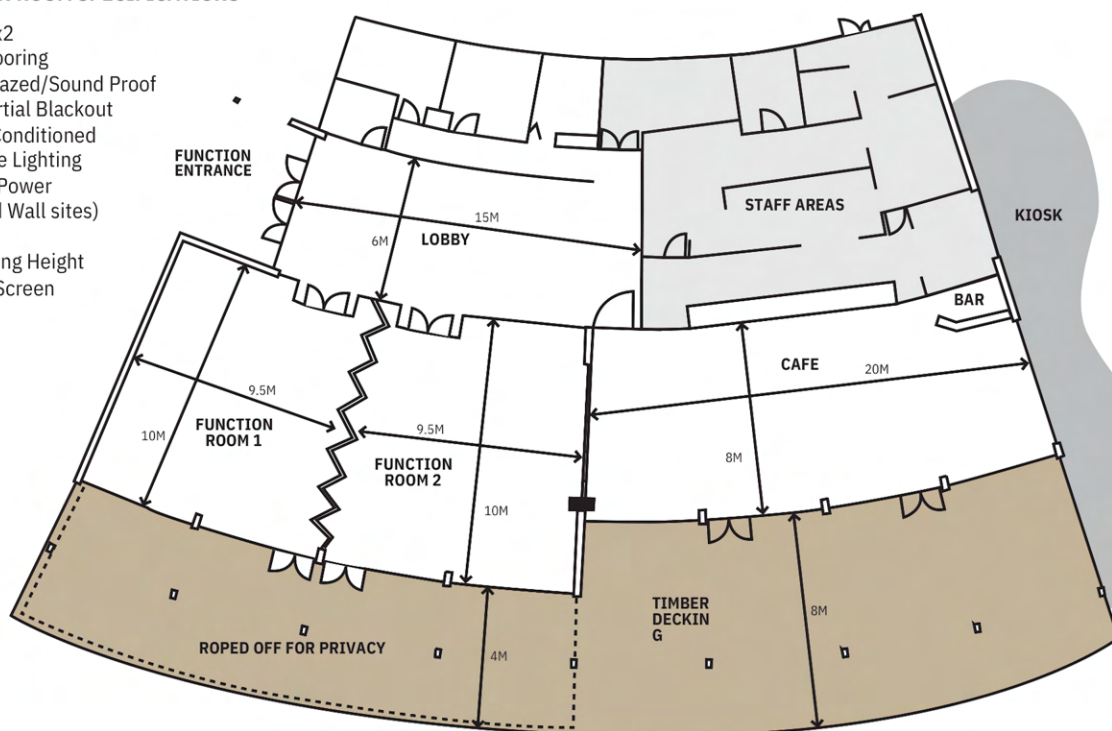 x2
azed/Sound Proof
rtial Blackout
e Lighting
Power
d Wall sites)
ng Height
Screen
FUNCTION
ENTRANCE
15M
6M
LOBBY
STAFF AREAS
KIOSK
BAR
CAFE
20M
8M
9.5M
FUNCTION
ROOM 1
10M
9.5M
FUNCTION
ROOM 2
10M
TIMBER
DECKIN
G
8M
ROPED OFF FOR PRIVACY
4M